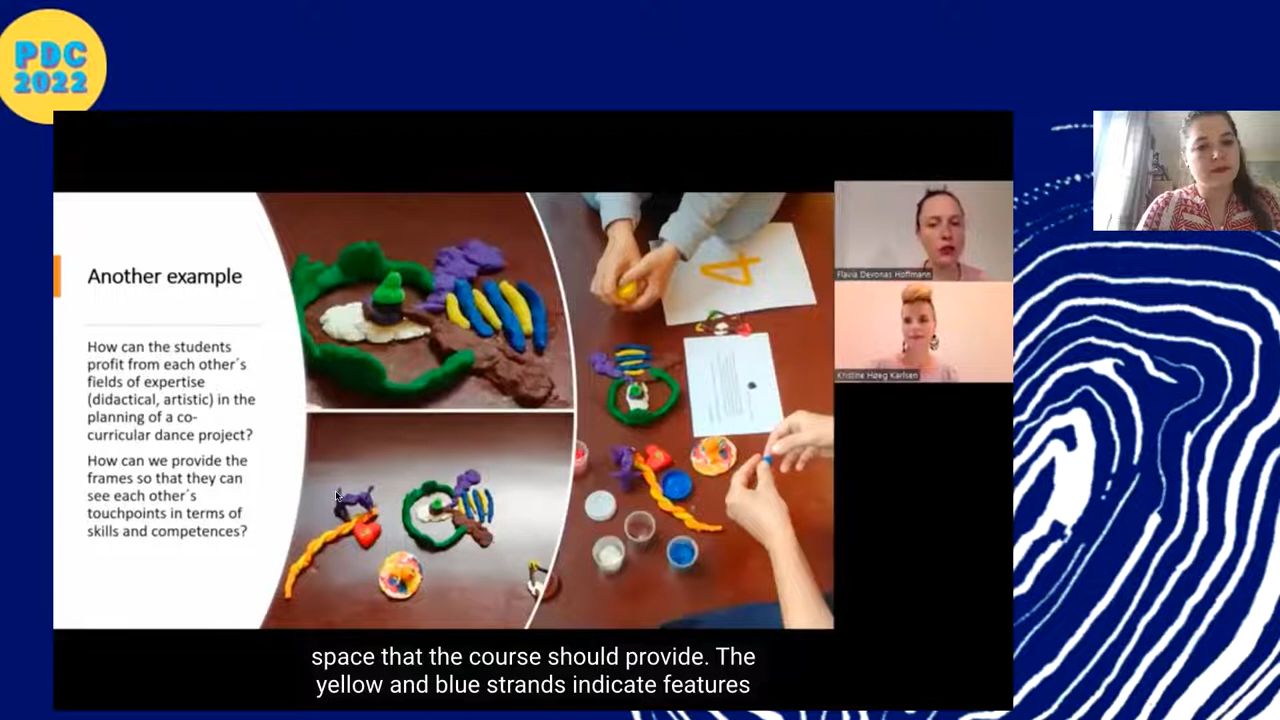 PDC
2022
Another example
How can the students
profit from each other´s
fields of expertise
(didactical, artistic) in the
planning of a co-
curricular dance project?
How can we provide the
frames so that they can
see each other´s
touchpoints in terms of
skills and competences?
4
Flavia Devonas Hoffmann
Kristine Høeg Karlsen
space that the course should provide. The
yellow and blue strands indicate features